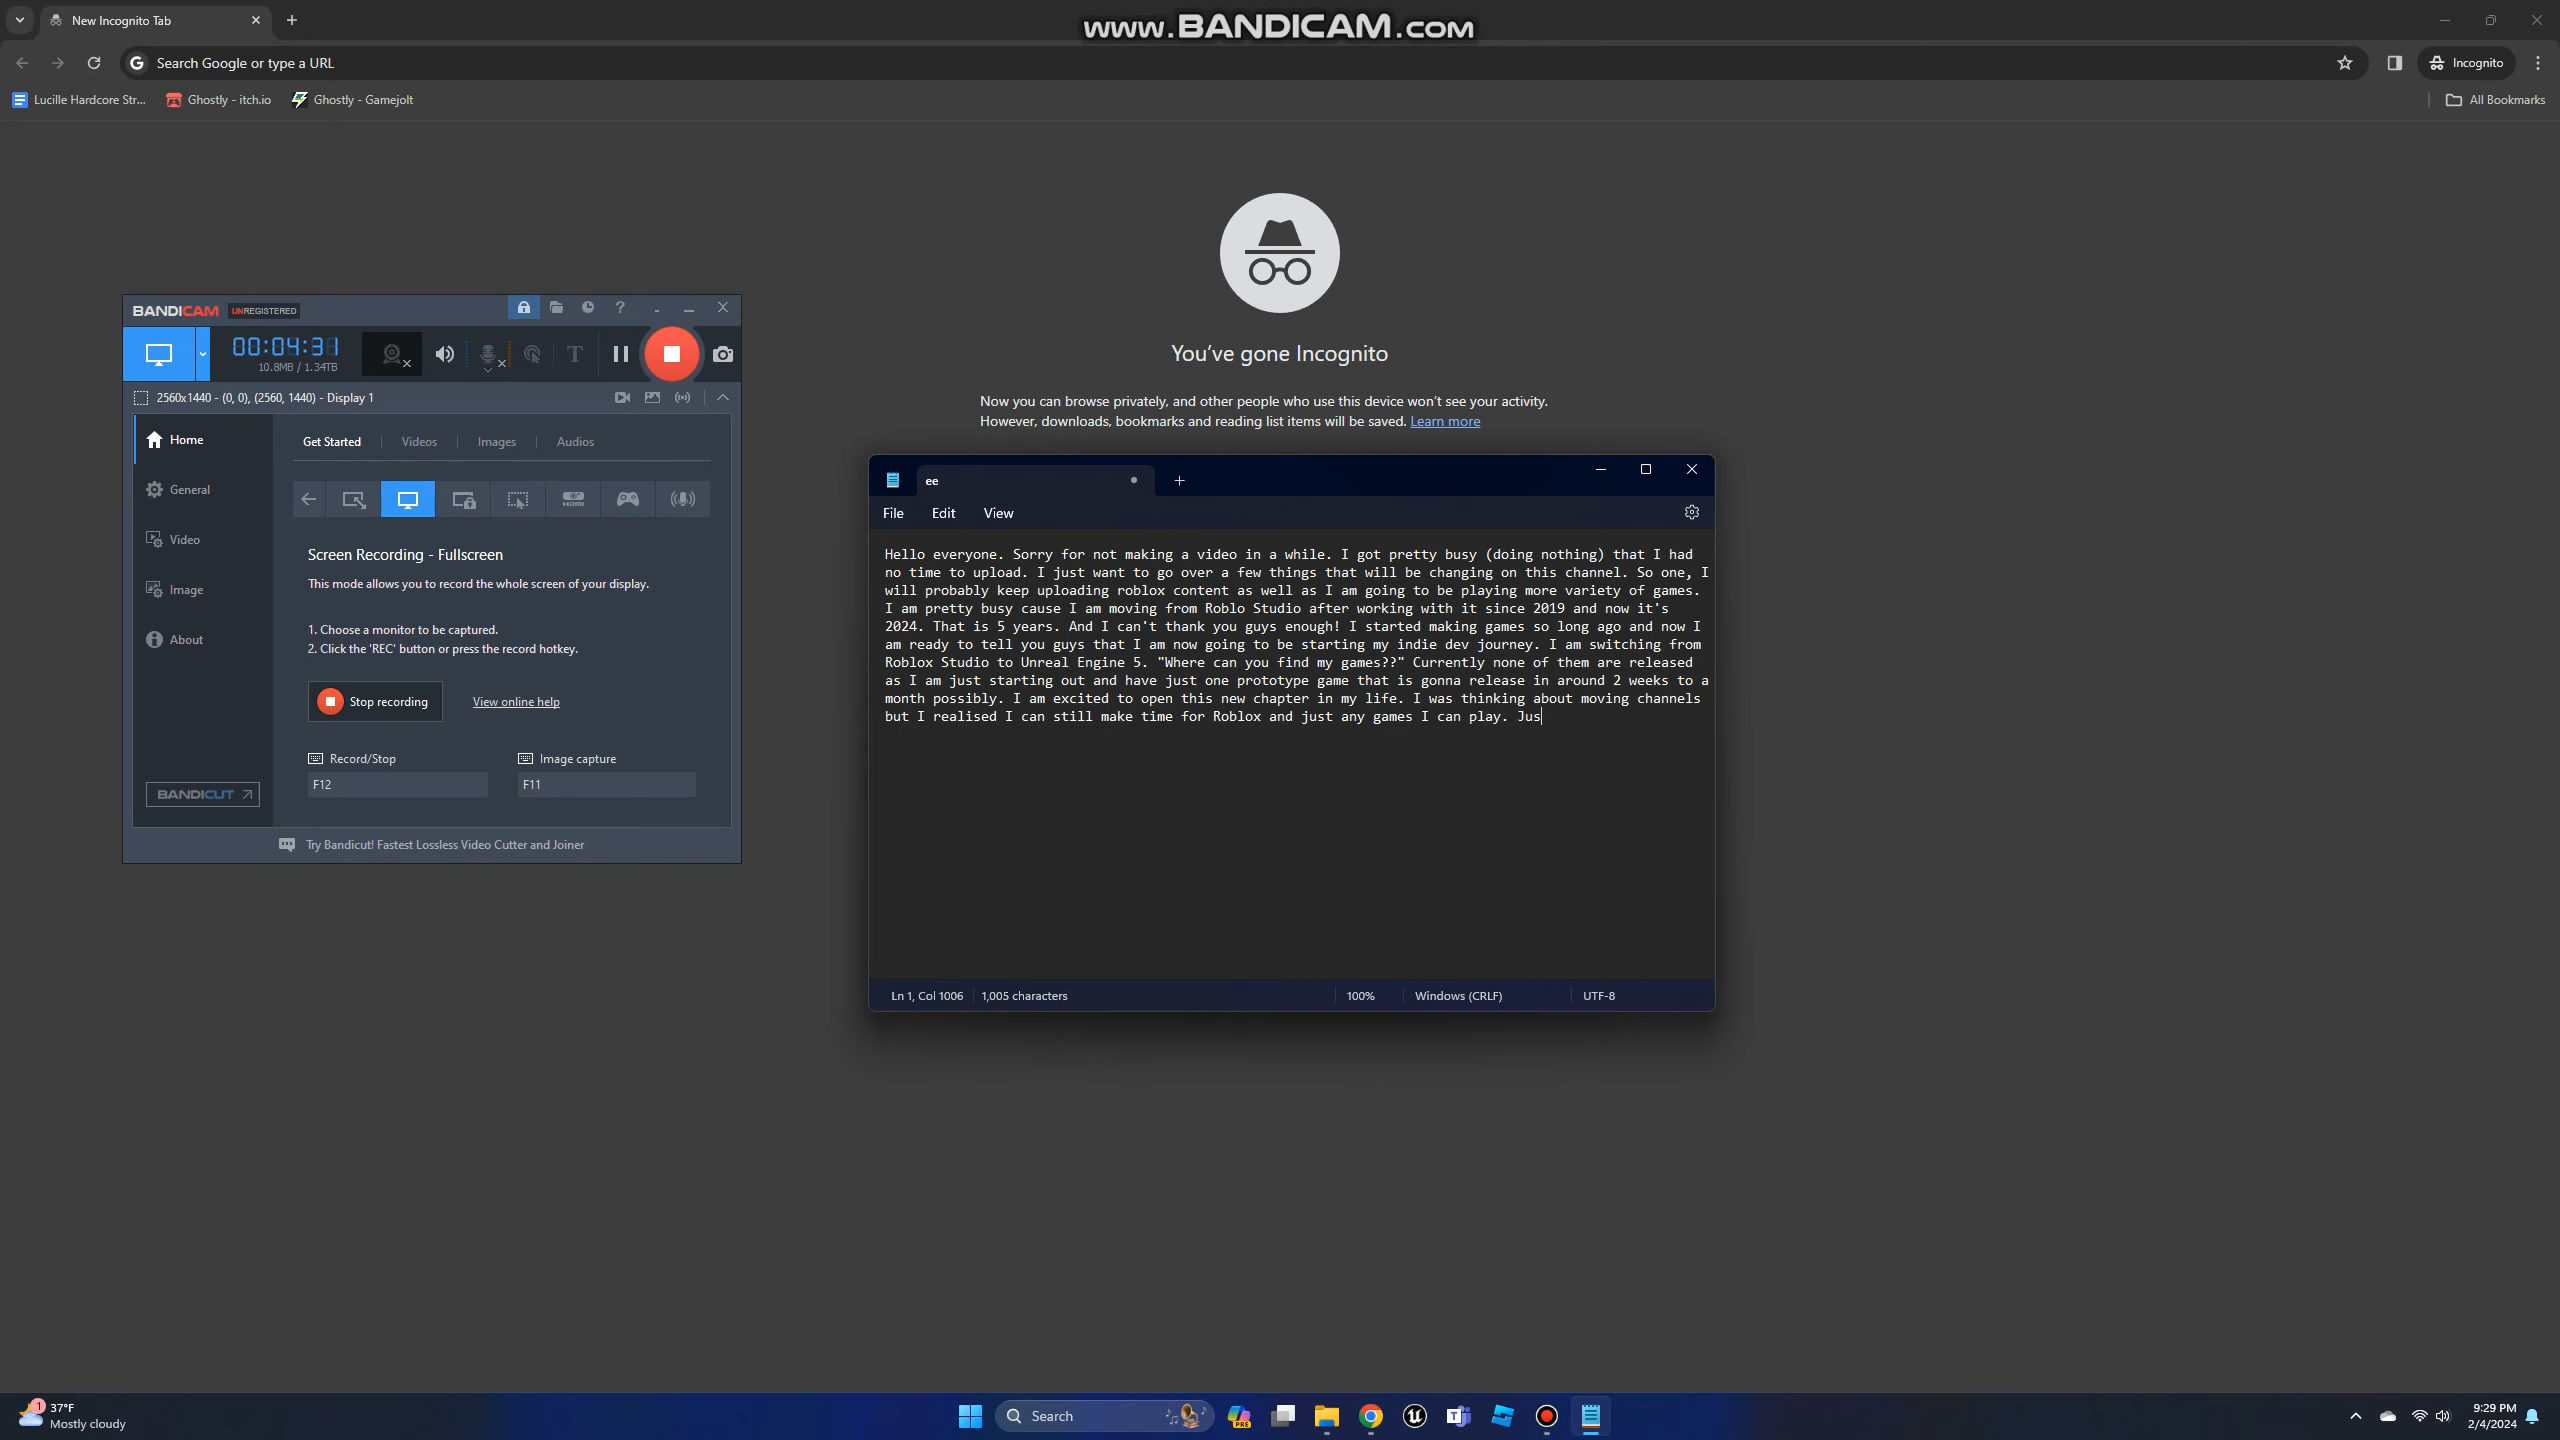 New Incognito Tab
www.BANDICAM.com
Search Google or type a URL
Incognito
Lucille Hardcore Str...
Ghostly - itch.io
Ghostly - Gamejolt
All Bookmarks
You've gone Incognito
Now you can browse privately, and other people who use this device won't see your activity.
However, downloads, bookmarks and reading list items will be saved. Learn more
BANDICAM UNREGISTERED
00:04:31
10.8MB / 1.34TB
T
2560x1440 - (0, 0), (2560, 1440) - Display 1
Home
General
Video
Image
About
BANDICUT
Get Started
Videos
Images
Audios
HDMI
Screen Recording - Fullscreen
This mode allows you to record the whole screen of your display.
1. Choose a monitor to be captured.
2. Click the 'REC' button or press the record hotkey.
Stop recording
View online help
Record/Stop
Image capture
F12
F11
Try Bandicut! Fastest Lossless Video Cutter and Joiner
ee
File
Edit
View
Hello everyone. Sorry for not making a video in a while. I got pretty busy (doing nothing) that I had
no time to upload. I just want to go over a few things that will be changing on this channel. So one, I
will probably keep uploading roblox content as well as I am going to be playing more variety of games.
I am pretty busy cause I am moving from Roblo Studio after working with it since 2019 and now it's
2024. That is 5 years. And I can't thank you guys enough! I started making games so long ago and now I
am ready to tell you guys that I am now going to be starting my indie dev journey. I am switching from
Roblox Studio to Unreal Engine 5. "Where can you find my games??" Currently none of them are released
as I am just starting out and have just one prototype game that is gonna release in around 2 weeks to a
month possibly. I am excited to open this new chapter in my life. I was thinking about moving channels
but I realised I can still make time for Roblox and just any games I can play. Jus
Ln 1, Col 1006
1,005 characters
100%
Windows (CRLF)
UTF-8
1
37°F
Mostly cloudy
Search
PRE
9:29 PM
2/4/2024